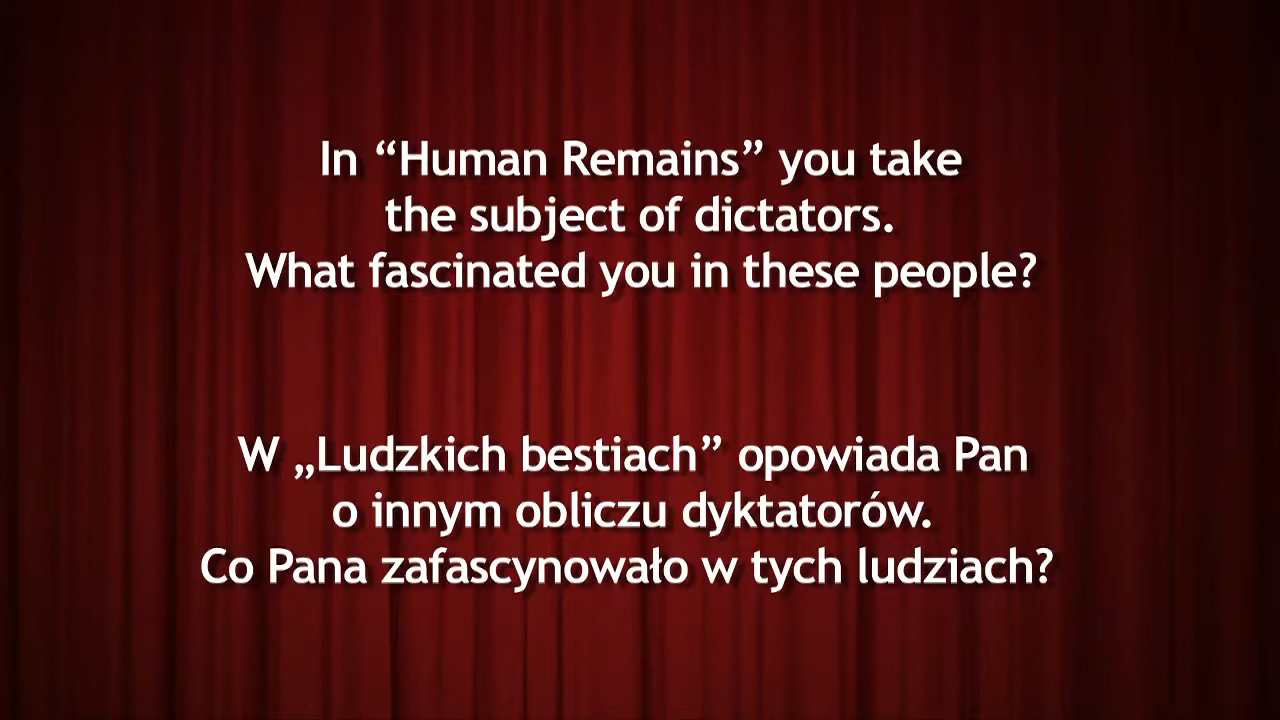 In “Human Remains” you take
the subject of dictators.
What fascinated you in these people?
W „Ludzkich bestiach” opowiada Pan
o innym obliczu dyktatorów.
Co Pana zafascynowało w tych ludziach?